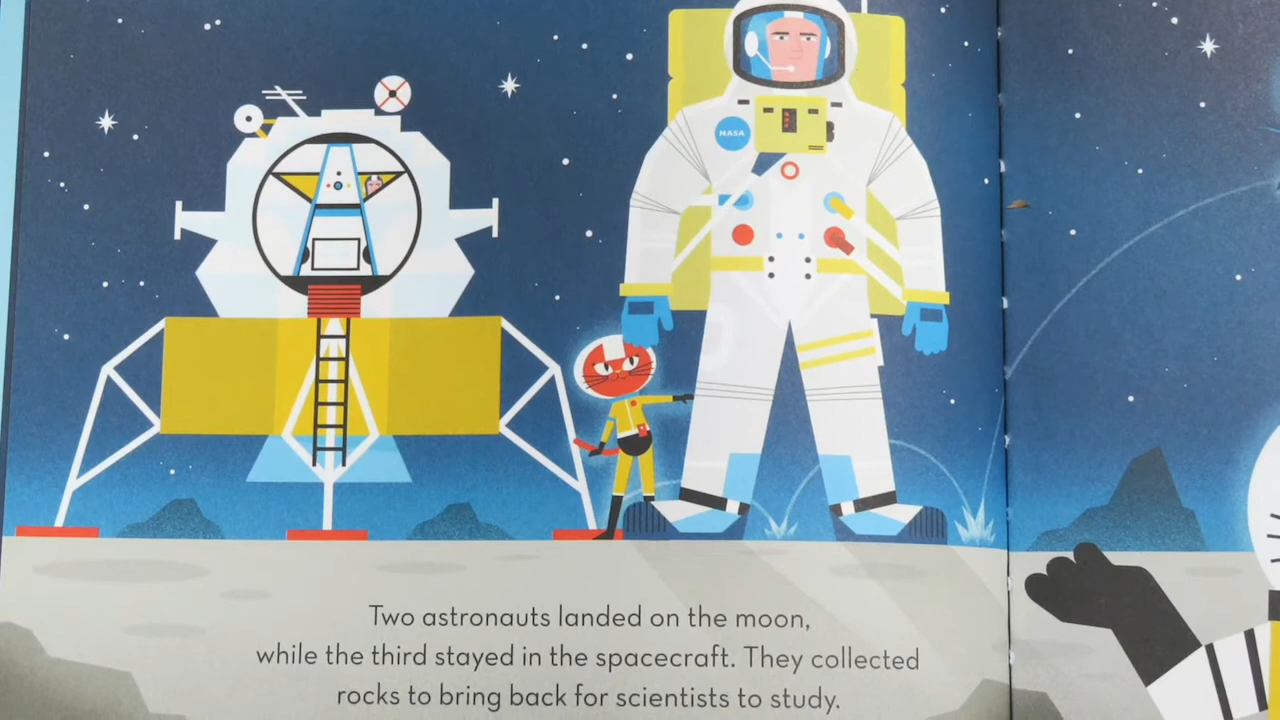 NASA
Two astronauts landed on the moon,
while the third stayed in the spacecraft. They collected
rocks to bring back for scientists to study.